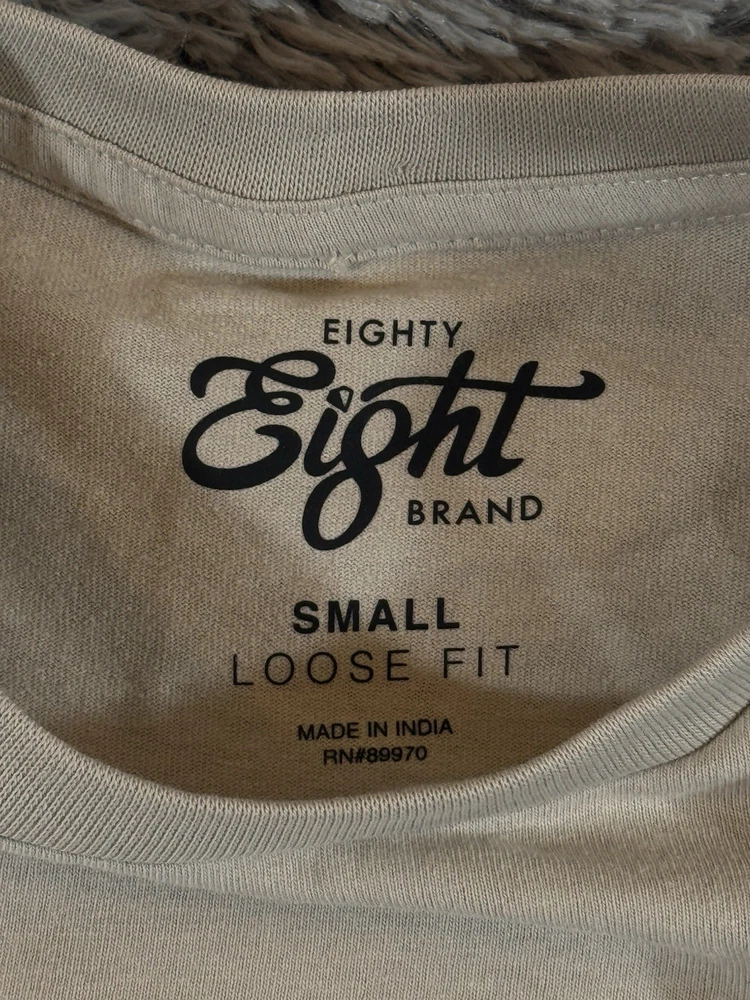 EIGHTY
Eight
BRAND
SMALL
LOOSE FIT
MADE IN INDIA
RN#89970